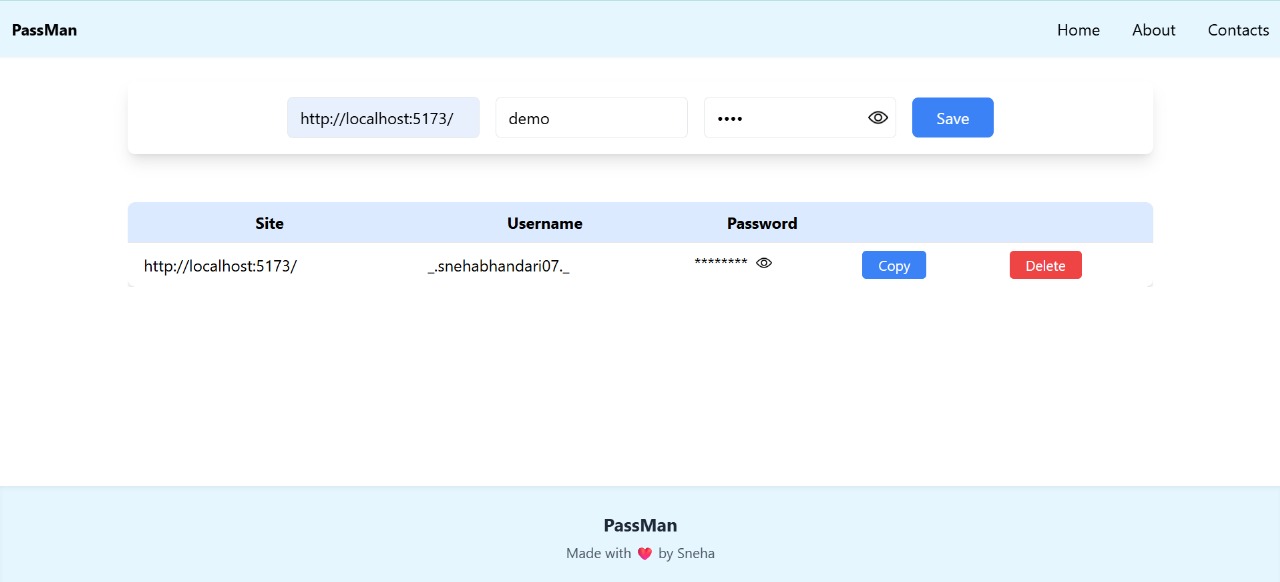 PassMan Home About Contacts
http://localhost:5173/ demo •••• Save
Site Username Password
http://localhost:5173/ _.snehabhandari07._ ******** Copy Delete
PassMan
Made with ❤ by Sneha